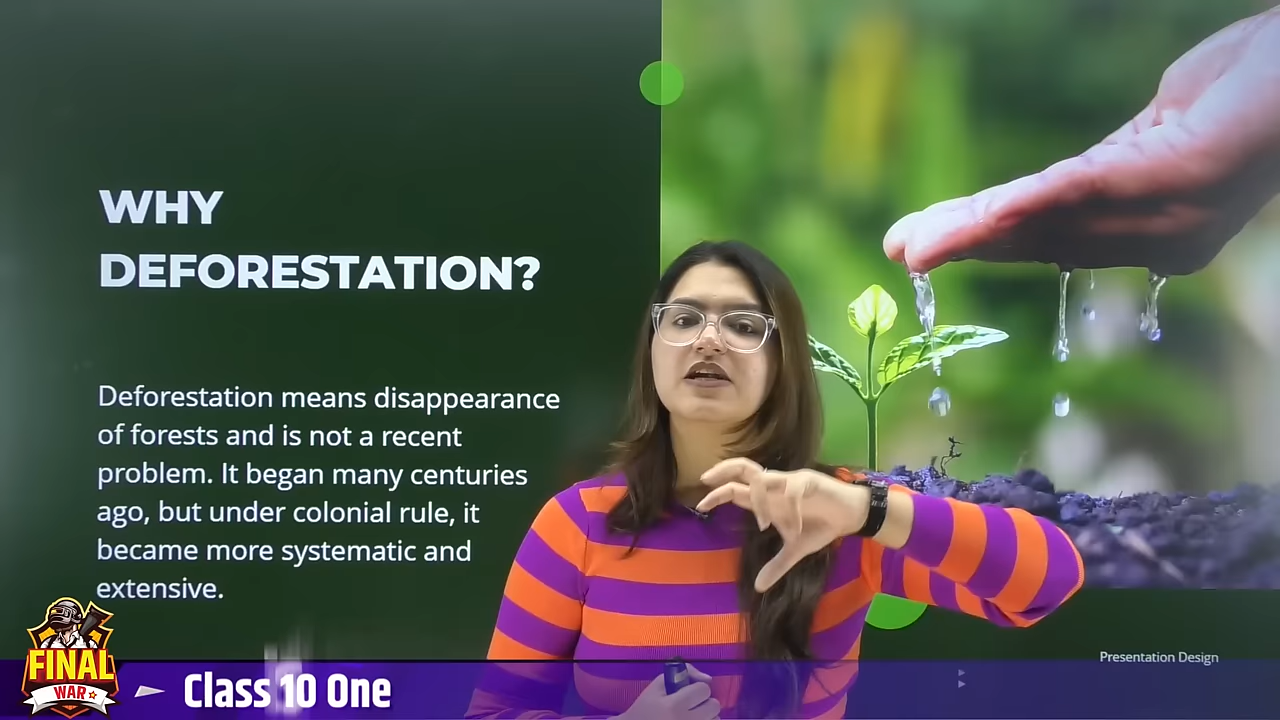 WHY
DEFORESTATION?
Deforestation means disappearance
of forests and is not a recent
problem. It began many centuries
ago, but under colonial rule, it
became more systematic and
extensive.
Presentation Design
FINAL
WAR
Class 10 One